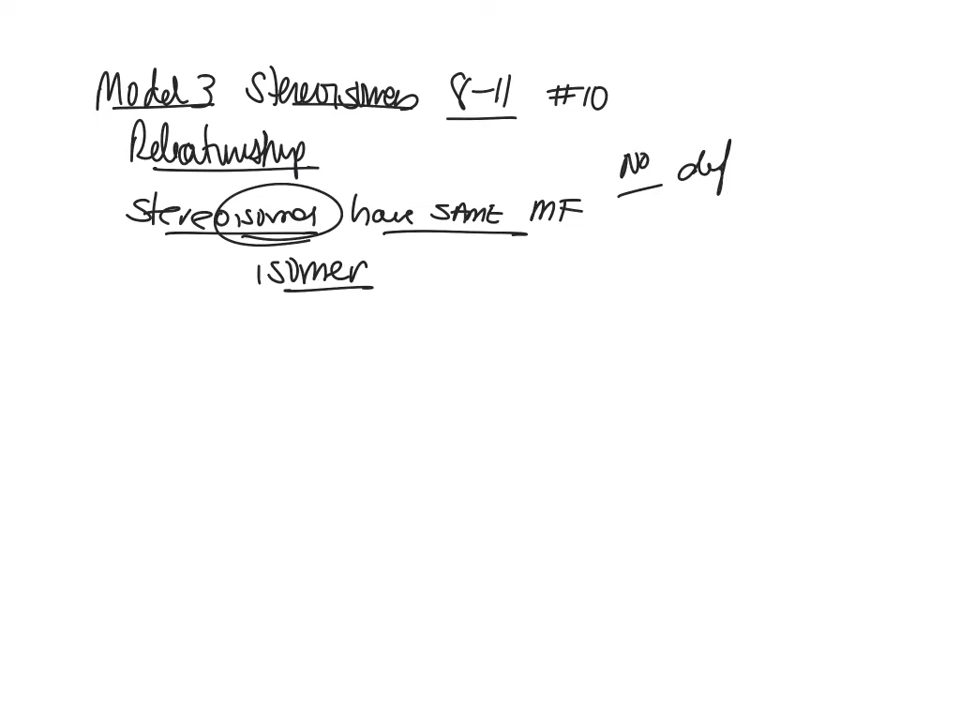 Model 3 Stereoisomers 8-11 #10
Relationship
NO def
Stereoisomers have SAME MF
isomer